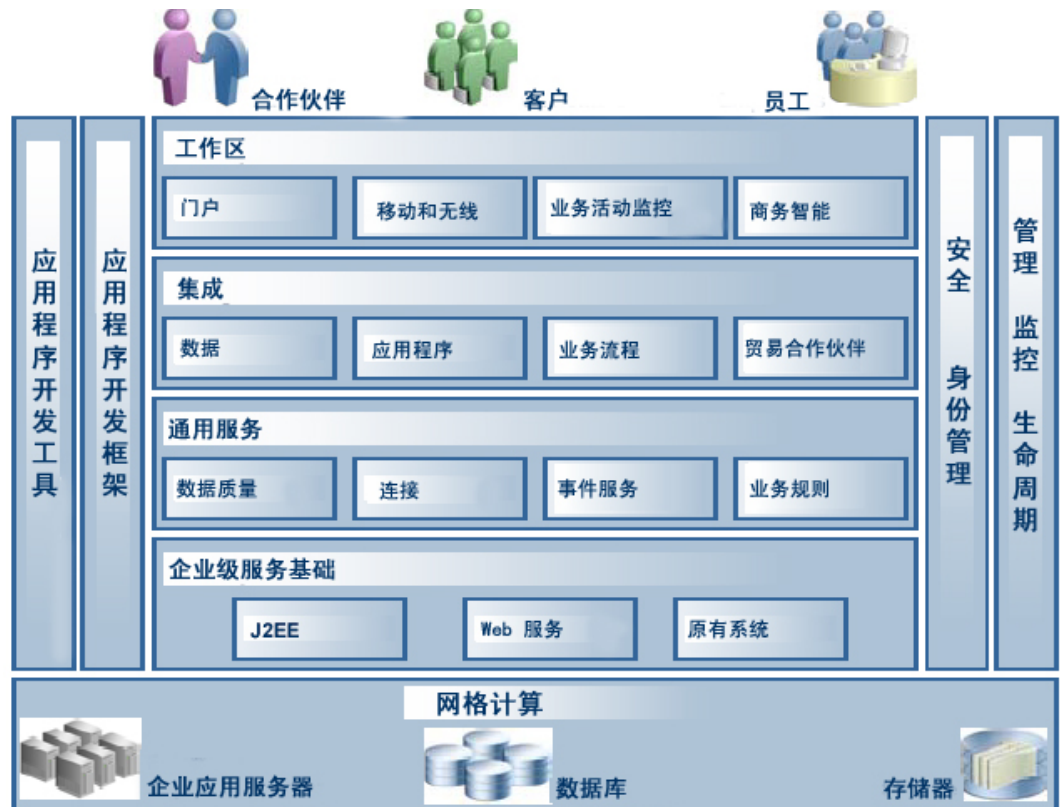 合作伙伴
客户
员工
应用程序开发工具
应用程序开发框架
工作区
门户
移动和无线
业务活动监控
商务智能
集成
数据
应用程序
业务流程
贸易合作伙伴
通用服务
数据质量
连接
事件服务
业务规则
企业级服务基础
J2EE
Web 服务
原有系统
安全 身份管理
管理 监控 生命周期
网格计算
企业应用服务器
数据库
存储器